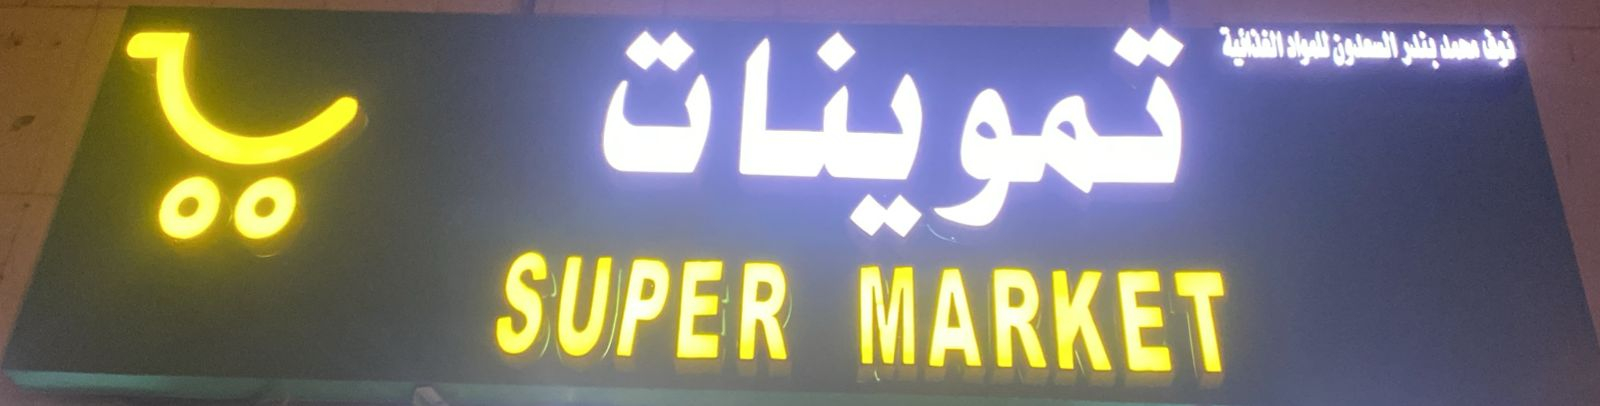 نوف محمد بندر السعدون للمواد الغذائية
تموينات
SUPER MARKET